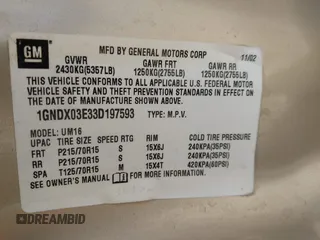 GM
MFD BY GENERAL MOTORS CORP 11/02
GVWR GAWR FRT GAWR RR
2430KG(5357LB) 1250KG(2755LB) 1250KG(2755LB)
THIS VEHICLE CONFORMS TO ALL APPLICABLE U.S. FEDERAL MOTOR
VEHICLE SAFETY AND THEFT PREVENTION STANDARDS IN EFFECT ON
THE DATE OF MANUFACTURE SHOWN ABOVE.
1GNDX03E33D197593 TYPE: M.P.V.
MODEL: UM16
UPAC TIRE SIZE SPEED RTG RIM COLD TIRE PRESSURE
FRT P215/70R15 S 15X6J 240KPA(35PSI)
RR P215/70R15 S 15X6J 240KPA(35PSI)
SPA T125/70R15 M 15X4T 420KPA(60PSI)
SEE OWNER'S MANUAL FOR ADDITIONAL INFORMATION.
DREAMBID